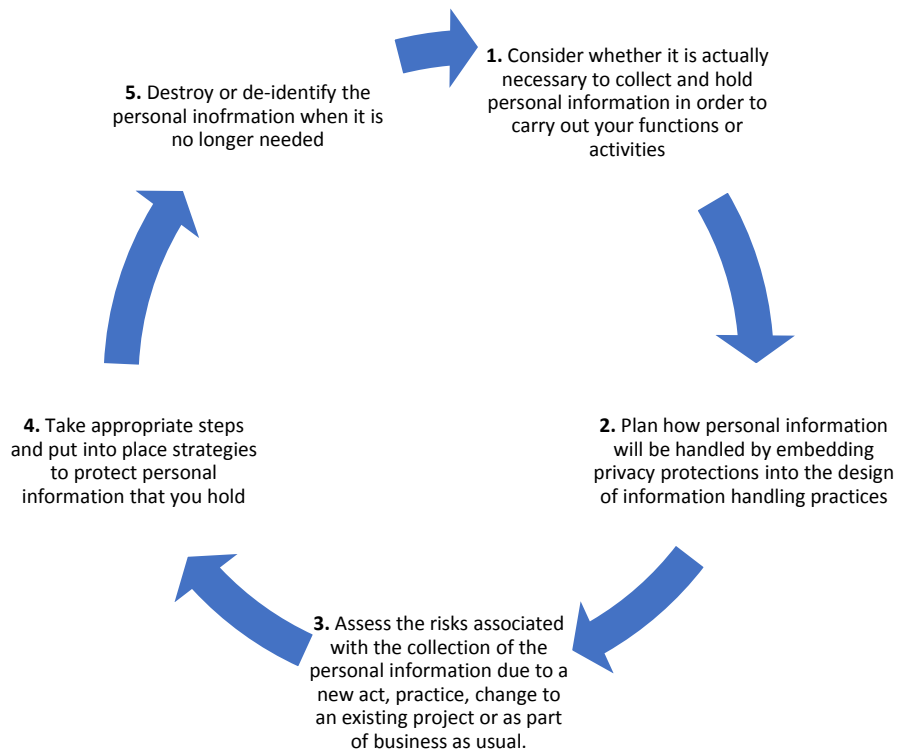 1. Consider whether it is actually
necessary to collect and hold
personal information in order to
carry out your functions or
activities
2. Plan how personal information
will be handled by embedding
privacy protections into the design
of information handling practices
3. Assess the risks associated
with the collection of the
personal information due to a
new act, practice, change to
an existing project or as part
of business as usual.
4. Take appropriate steps
and put into place strategies
to protect personal
information that you hold
5. Destroy or de-identify the
personal inofrmation when it is
no longer needed